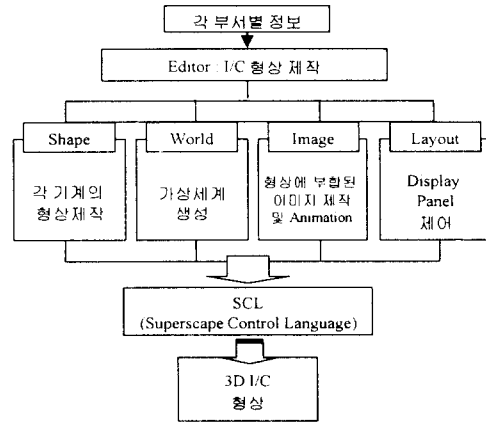 각 부서별 정보
Editor : I/C 형상 제작
Shape
World
Image
Layout
각 기계의
형상제작
가상세계
생성
형상에 부합된
이미지 제작
및 Animation
Display
Panel
제어
SCL
(Superscape Control Language)
3D I/C
형상